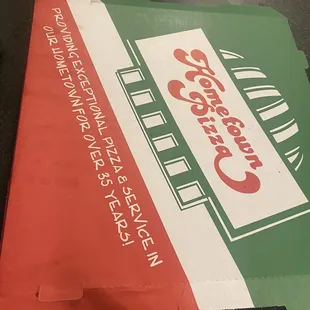 Hometown
Pizza
PROVIDING EXCEPTIONAL PIZZA & SERVICE IN
OUR HOMETOWN FOR OVER 35 YEARS!